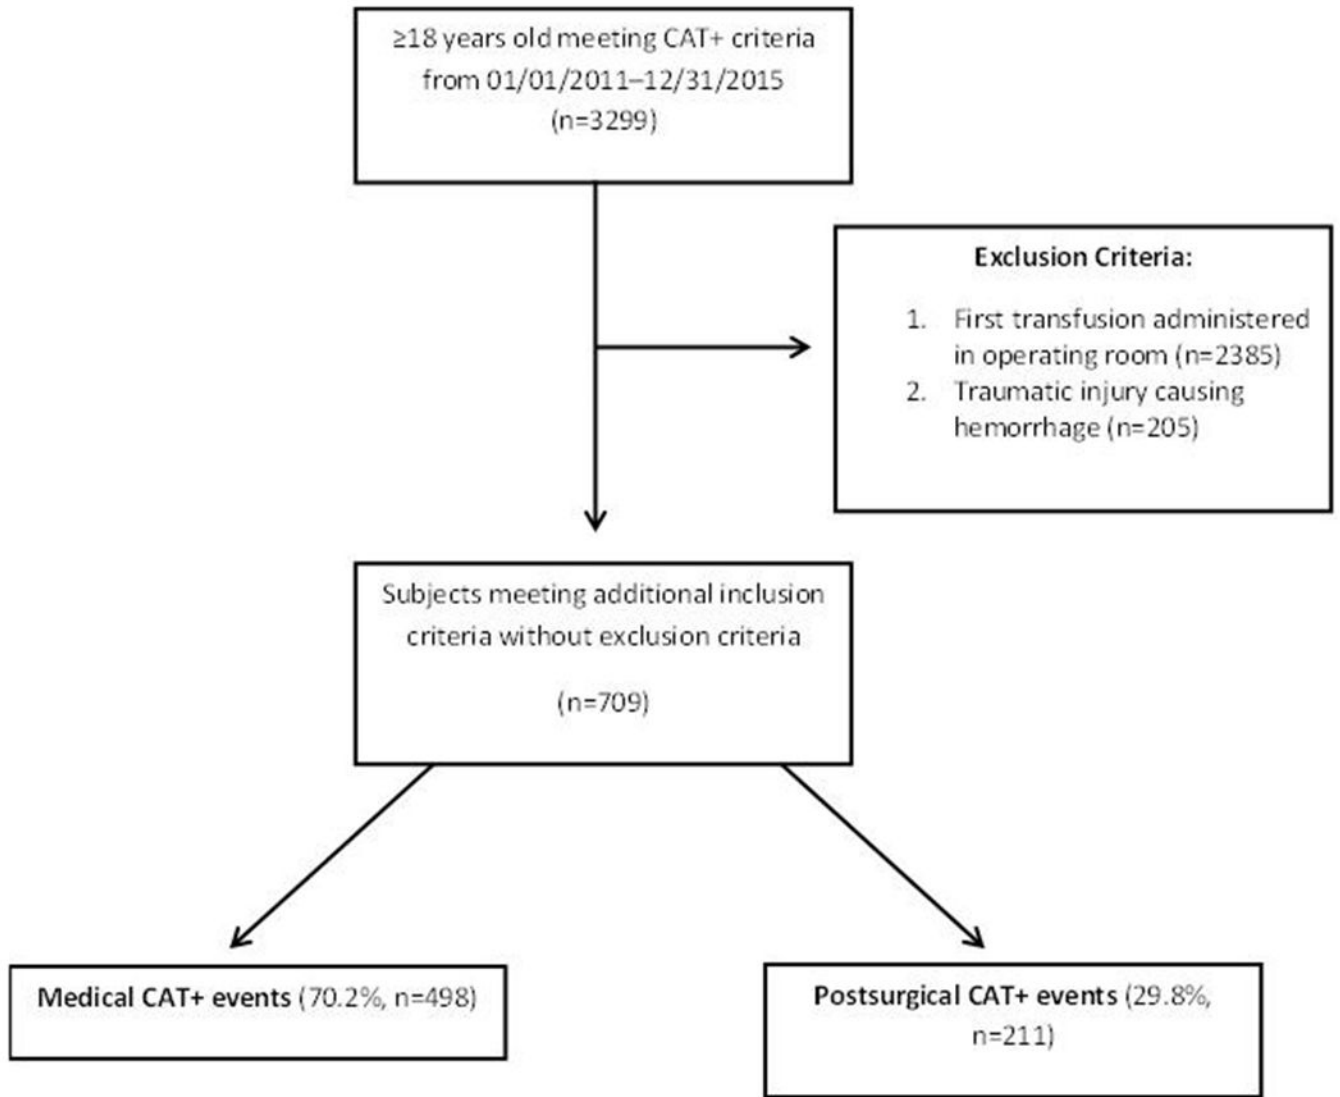 ≥18 years old meeting CAT+ criteria
from 01/01/2011–12/31/2015
(n=3299)
Exclusion Criteria:
1. First transfusion administered
in operating room (n=2385)
2. Traumatic injury causing
hemorrhage (n=205)
Subjects meeting additional inclusion
criteria without exclusion criteria
(n=709)
Medical CAT+ events (70.2%, n=498)
Postsurgical CAT+ events (29.8%,
n=211)